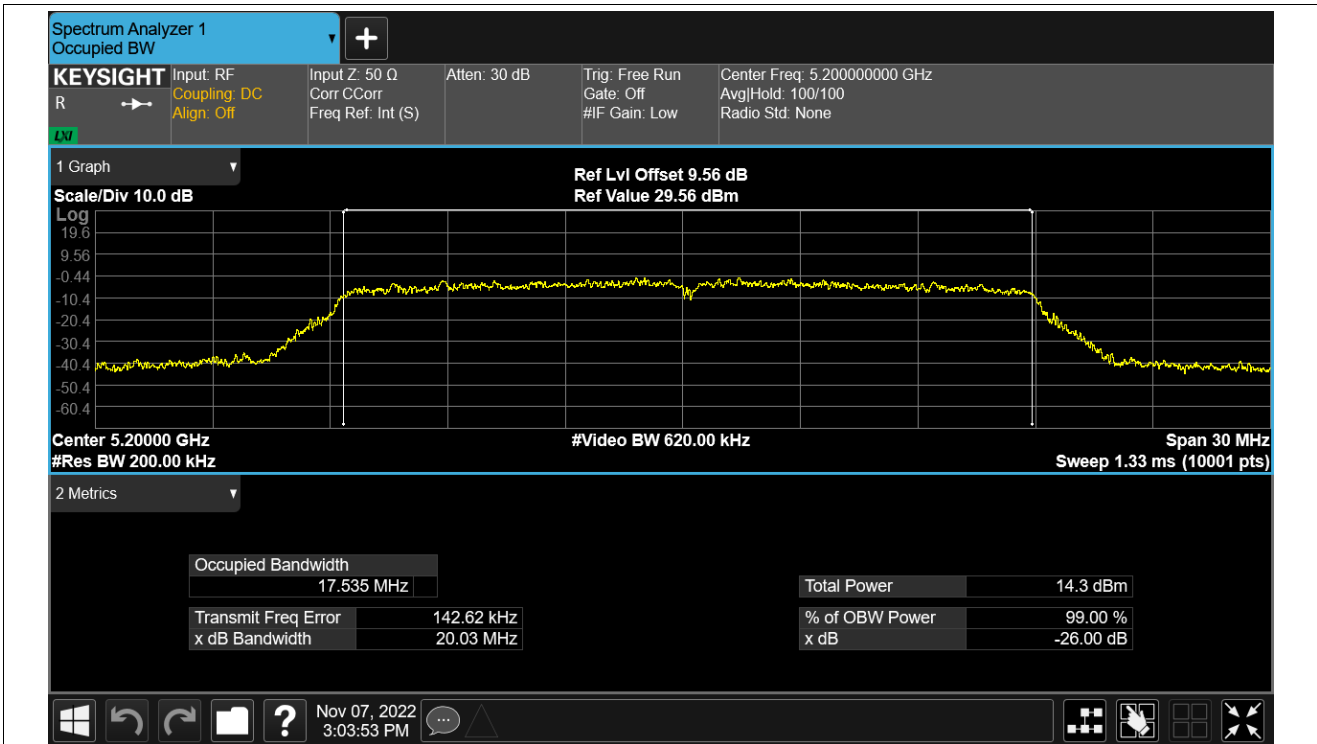 Spectrum Analyzer 1
Occupied BW
KEYSIGHT
R
LXI
Input: RF
Coupling: DC
Align: Off
Input Z: 50 Ω
Corr CCorr
Freq Ref: Int (S)
Atten: 30 dB
Trig: Free Run
Gate: Off
#IF Gain: Low
Center Freq: 5.200000000 GHz
Avg|Hold: 100/100
Radio Std: None
1 Graph
Scale/Div 10.0 dB
Ref Lvl Offset 9.56 dB
Ref Value 29.56 dBm
Log
19.6
9.56
-0.44
-10.4
-20.4
-30.4
-40.4
-50.4
-60.4
Center 5.20000 GHz
#Video BW 620.00 kHz
Span 30 MHz
#Res BW 200.00 kHz
Sweep 1.33 ms (10001 pts)
2 Metrics
Occupied Bandwidth
17.535 MHz
Total Power 14.3 dBm
Transmit Freq Error 142.62 kHz
% of OBW Power 99.00 %
x dB Bandwidth 20.03 MHz
x dB -26.00 dB
?
Nov 07, 2022
3:03:53 PM